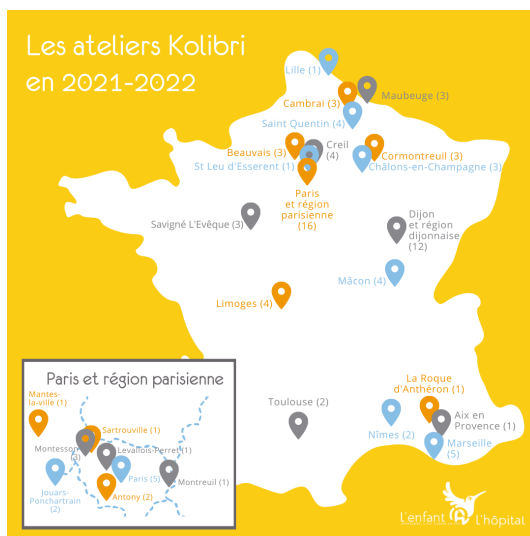 Les ateliers Kolibri
en 2021-2022
Lille (1)
Cambrai (3)
Maubeuge (3)
Saint Quentin (4)
Beauvais (3)
Creil
(4)
Cormontreuil (3)
St Leu d'Esserent (1)
Châlons-en-Champagne (3)
Paris
et région
parisienne
(16)
Savigné L'Evêque (3)
Dijon
et région
dijonnaise
(12)
Mâcon (4)
Limoges (4)
Paris et région parisienne
Mantes-
la-ville (1)
Sartrouville (1)
Montesson
(3)
Levallois-Perret (1)
Jouars-
Ponchartrain
(2)
Paris (5)
Montreuil (1)
Antony (2)
Toulouse (2)
La Roque
d'Anthéron (1)
Nîmes (2)
Aix en
Provence (1)
Marseille
(5)
l'enfant @ l'hôpital